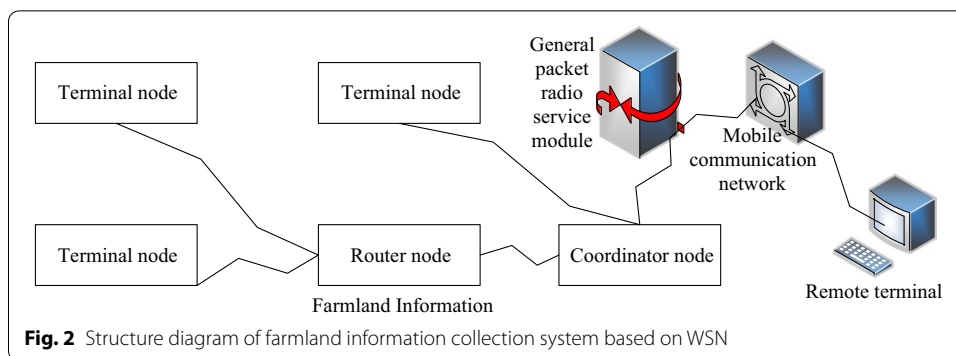 Terminal node
Terminal node
General
packet
radio
service
module
Mobile
communication
network
Terminal node
Router node
Coordinator node
Farmland Information
Remote terminal
Fig. 2 Structure diagram of farmland information collection system based on WSN